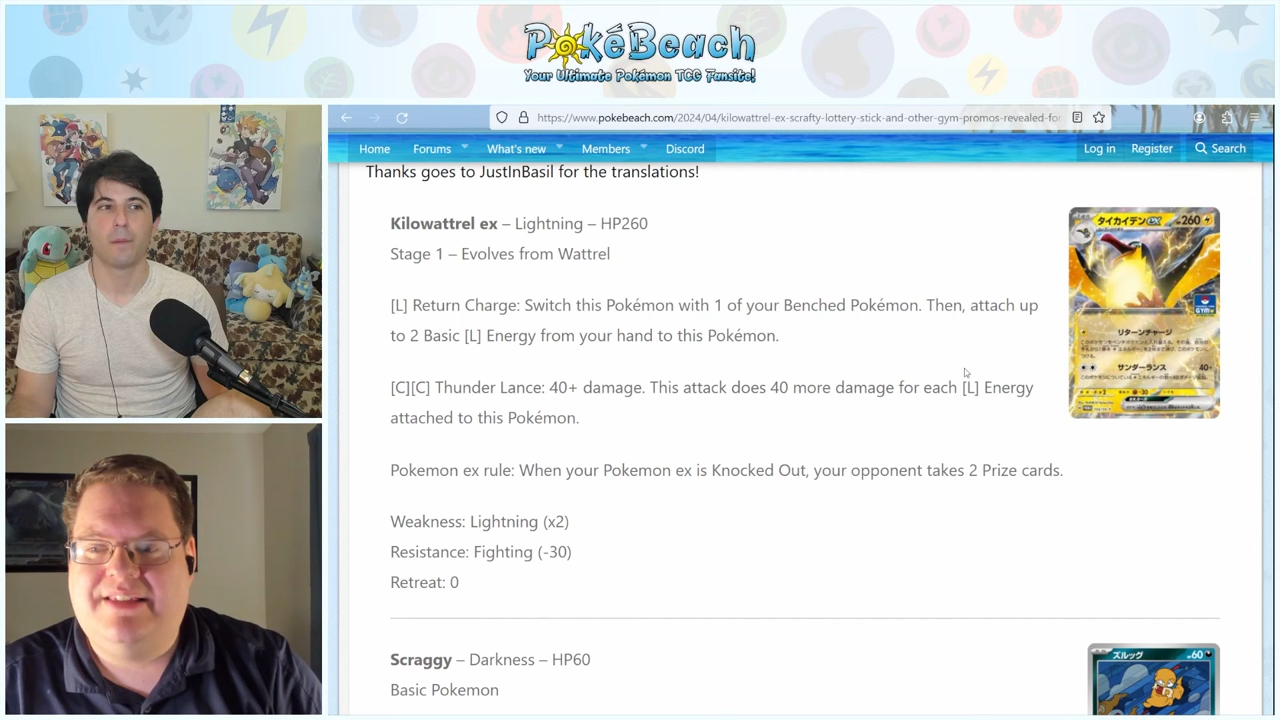 PokéBeach
Your Ultimate Pokémon TCG Fansite!
https://www.pokebeach.com/2024/04/kilowattrel-ex-scrafty-lottery-stick-and-other-gym-promos-revealed-for
Home Forums What's new Members Discord Log in Register Search
Thanks goes to JustInBasil for the translations!
Kilowattrel ex – Lightning – HP260
Stage 1 – Evolves from Wattrel
[L] Return Charge: Switch this Pokémon with 1 of your Benched Pokémon. Then, attach up
to 2 Basic [L] Energy from your hand to this Pokémon.
[C][C] Thunder Lance: 40+ damage. This attack does 40 more damage for each [L] Energy
attached to this Pokémon.
Pokemon ex rule: When your Pokemon ex is Knocked Out, your opponent takes 2 Prize cards.
Weakness: Lightning (x2)
Resistance: Fighting (-30)
Retreat: 0
タイカイデンex 260
GYM
リターンチャージ
サンダーランス 40+
Scraggy – Darkness – HP60
Basic Pokemon
ズルッグ 60